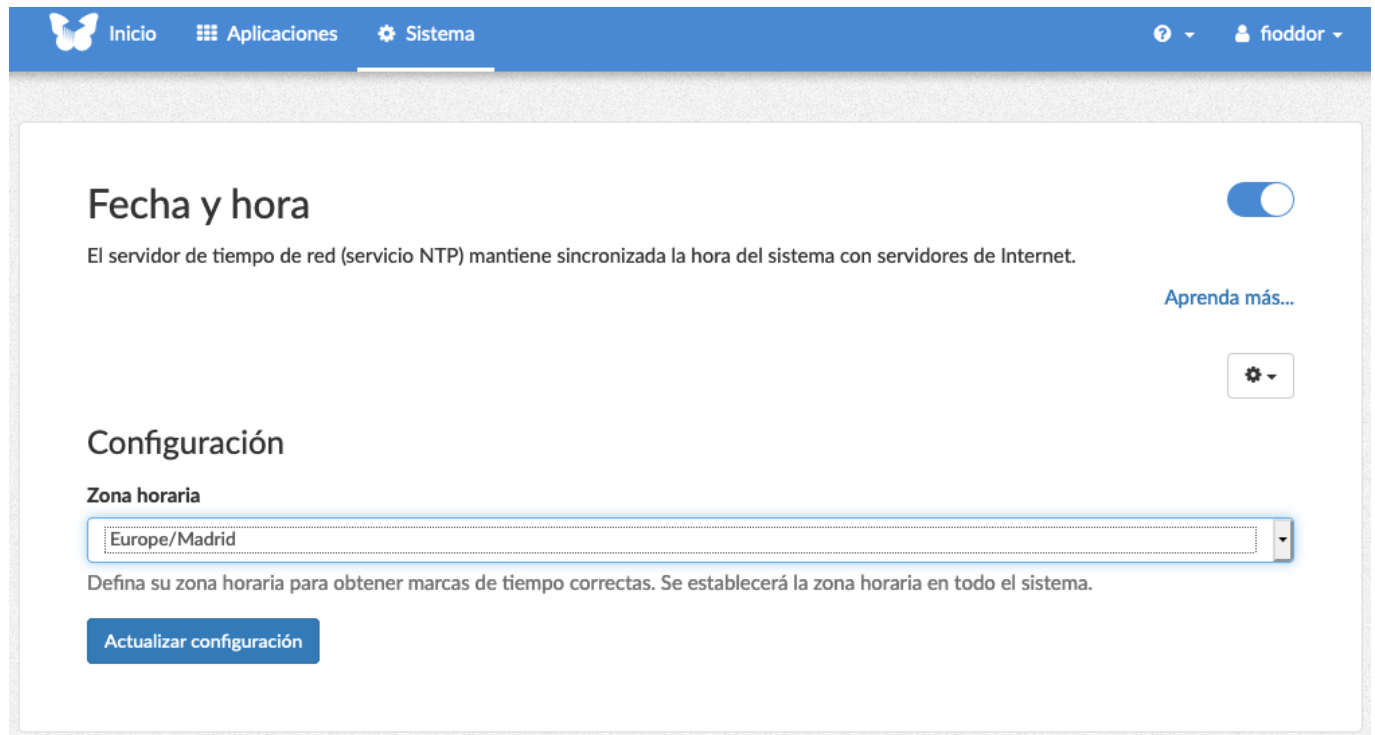 Inicio Aplicaciones Sistema fioddor
Fecha y hora
El servidor de tiempo de red (servicio NTP) mantiene sincronizada la hora del sistema con servidores de Internet.
Aprenda más...
Configuración
Zona horaria
Europe/Madrid
Defina su zona horaria para obtener marcas de tiempo correctas. Se establecerá la zona horaria en todo el sistema.
Actualizar configuración